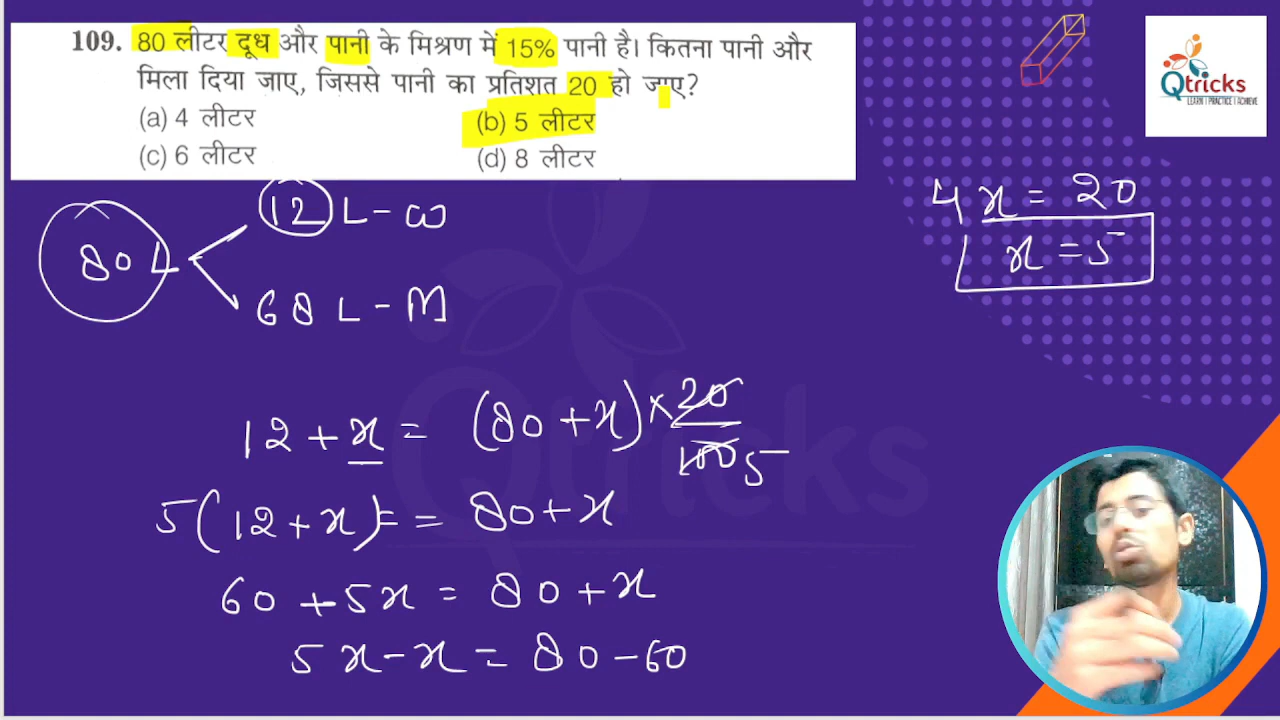 109. 80 लीटर दूध और पानी के मिश्रण में 15% पानी है। कितना पानी और
मिला दिया जाए, जिससे पानी का प्रतिशत 20 हो जाए?
(a) 4 लीटर
(b) 5 लीटर
(c) 6 लीटर
(d) 8 लीटर
Qtricks
LEARN | PRACTICE | ACHIEVE
80 L
12 L - W
68 L - M
4x = 20
x = 5
12 + x = (80 + x) × 20/100 5
5(12 + x) = = 80 + x
60 + 5x = 80 + x
5x - x = 80 - 60
Qtricks